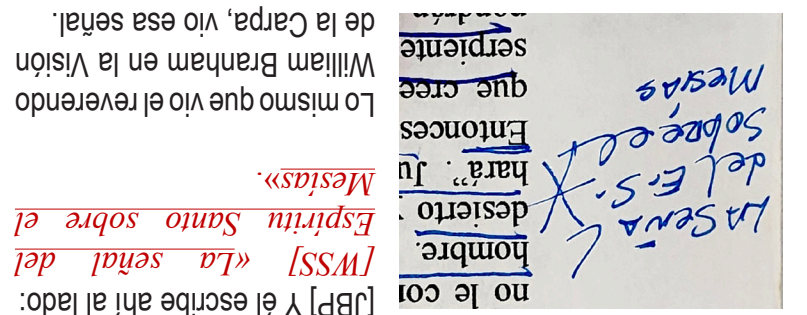 LA SEñAL
del E.S.
Sobre el
Mesías
no le
hombre.
desierto
hará”.
Entonces
que cree
serpiente
[JBP] Y él escribe ahí al lado:
[WSS] «La señal del
Espíritu Santo sobre el
Mesías».
Lo mismo que vio el reverendo
William Branham en la Visión
de la Carpa, vio esa señal.